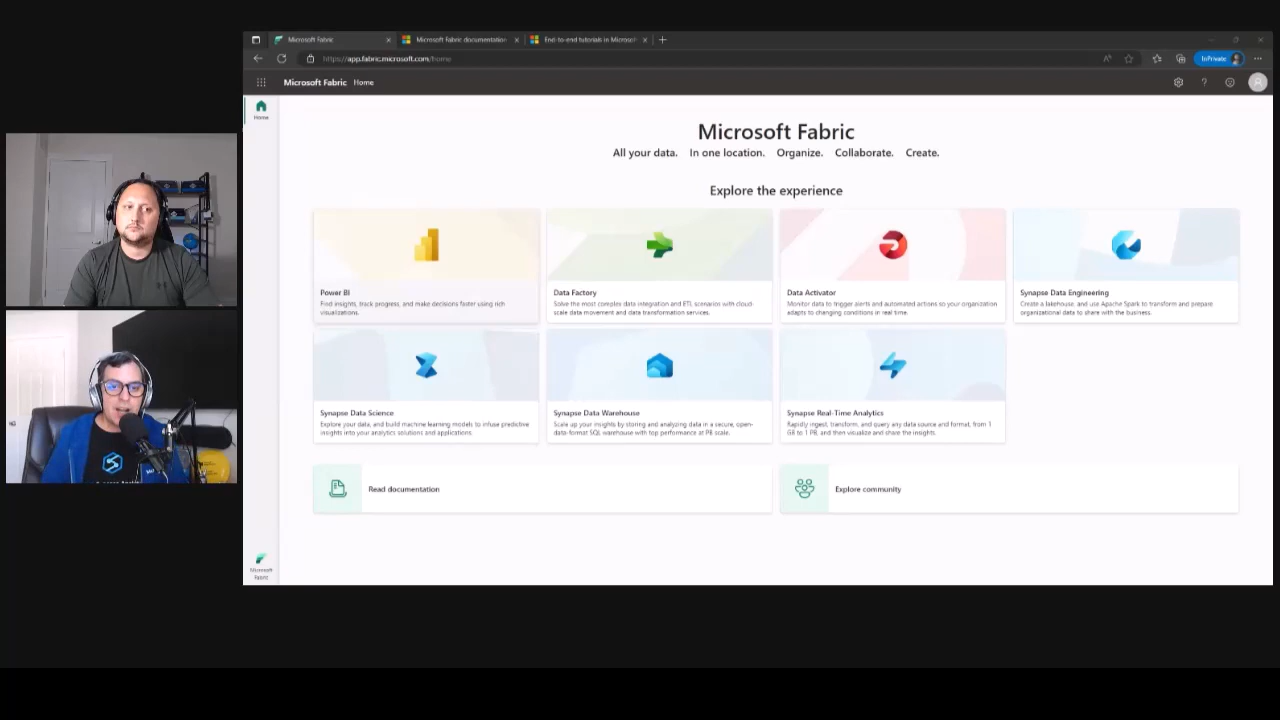 Microsoft Fabric
Microsoft Fabric documentation
End-to-end tutorials in Microsof
https://app.fabric.microsoft.com/home
InPrivate
Microsoft Fabric Home
Home
Microsoft Fabric
All your data. In one location. Organize. Collaborate. Create.
Explore the experience
Power BI
Find insights, track progress, and make decisions faster using rich
visualizations.
Data Factory
Solve the most complex data integration and ETL scenarios with cloud-
scale data movement and data transformation services.
Data Activator
Monitor data to trigger alerts and automated actions so your organization
adapts to changing conditions in real time.
Synapse Data Engineering
Create a lakehouse, and use Apache Spark to transform and prepare
organizational data to share with the business.
Synapse Data Science
Explore your data, and build machine learning models to infuse predictive
insights into your analytics solutions and applications.
Synapse Data Warehouse
Scale up your insights by storing and analyzing data in a secure, open-
data-format SQL warehouse with top performance at PB scale.
Synapse Real-Time Analytics
Rapidly ingest, transform, and query any data source and format, from 1
GB to 1 PB, and then visualize and share the insights.
Read documentation
Explore community
Microsoft
Fabric